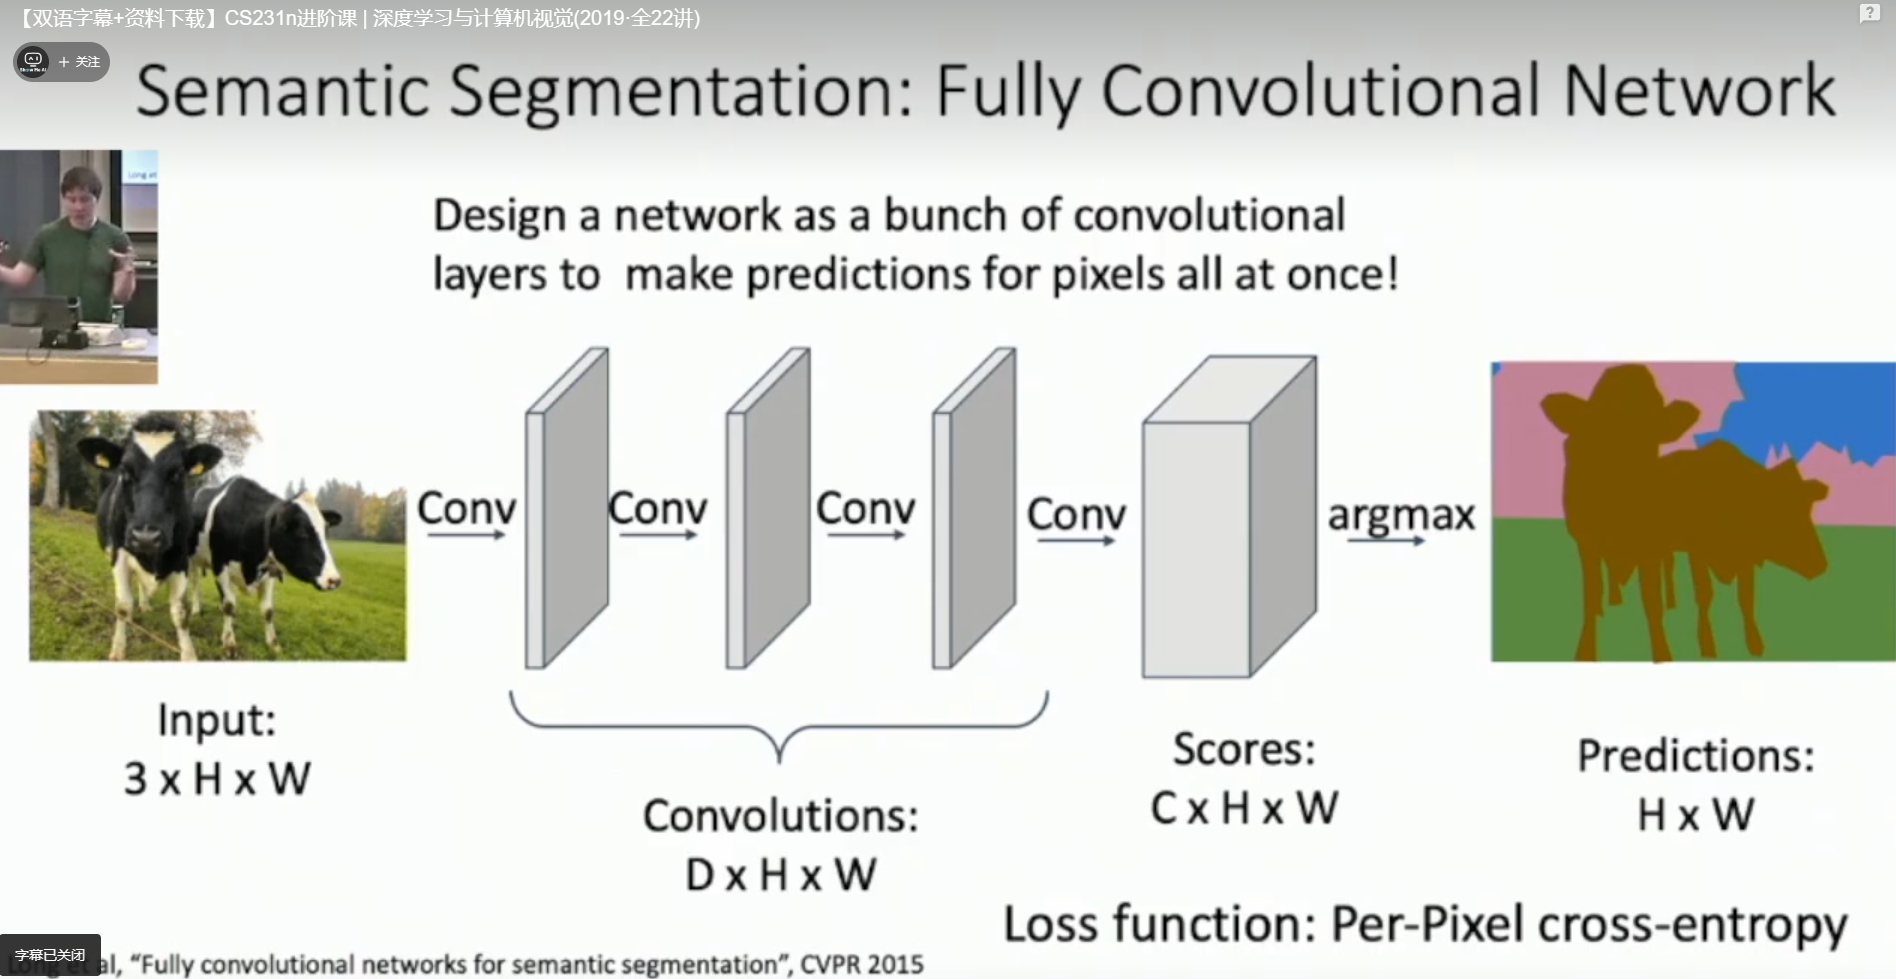 【双语字幕+资料下载】CS231n进阶课 | 深度学习与计算机视觉(2019·全22讲)
+ 关注
Semantic Segmentation: Fully Convolutional Network
Long at
Design a network as a bunch of convolutional
layers to make predictions for pixels all at once!
Conv
Conv
Conv
Conv
argmax
Input:
3 x H x W
Convolutions:
D x H x W
Scores:
C x H x W
Predictions:
H x W
Loss function: Per-Pixel cross-entropy
字幕已关闭
al, “Fully convolutional networks for semantic segmentation”, CVPR 2015